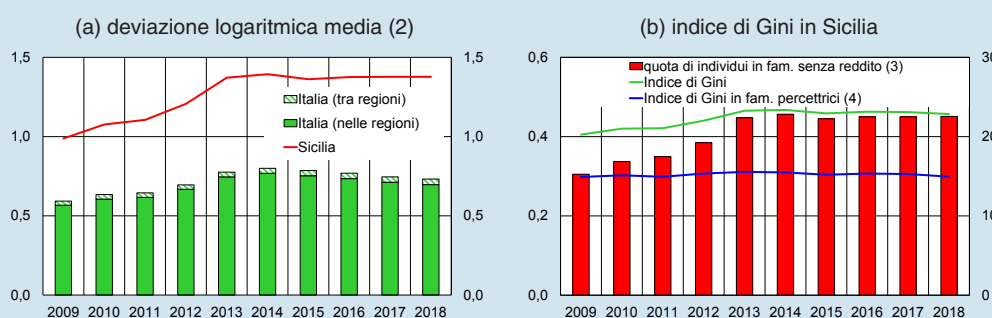 (a) deviazione logaritmica media (2)
1,5
1,0
0,5
0,0
Italia (tra regioni)
Italia (nelle regioni)
Sicilia
1,5
1,0
0,5
0,0
2009 2010 2011 2012 2013 2014 2015 2016 2017 2018
(b) indice di Gini in Sicilia
0,6
0,4
0,2
0,0
quota di individui in fam. senza reddito (3)
Indice di Gini
Indice di Gini in fam. percettrici (4)
30
20
10
0
2009 2010 2011 2012 2013 2014 2015 2016 2017 2018